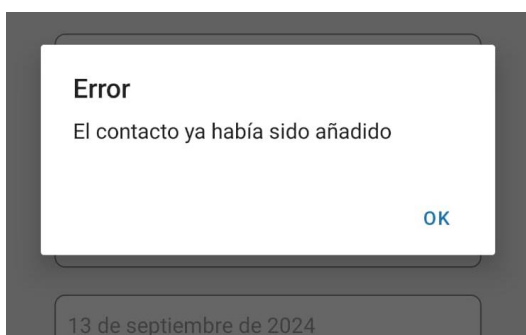 Error
El contacto ya había sido añadido
OK
13 de septiembre de 2024